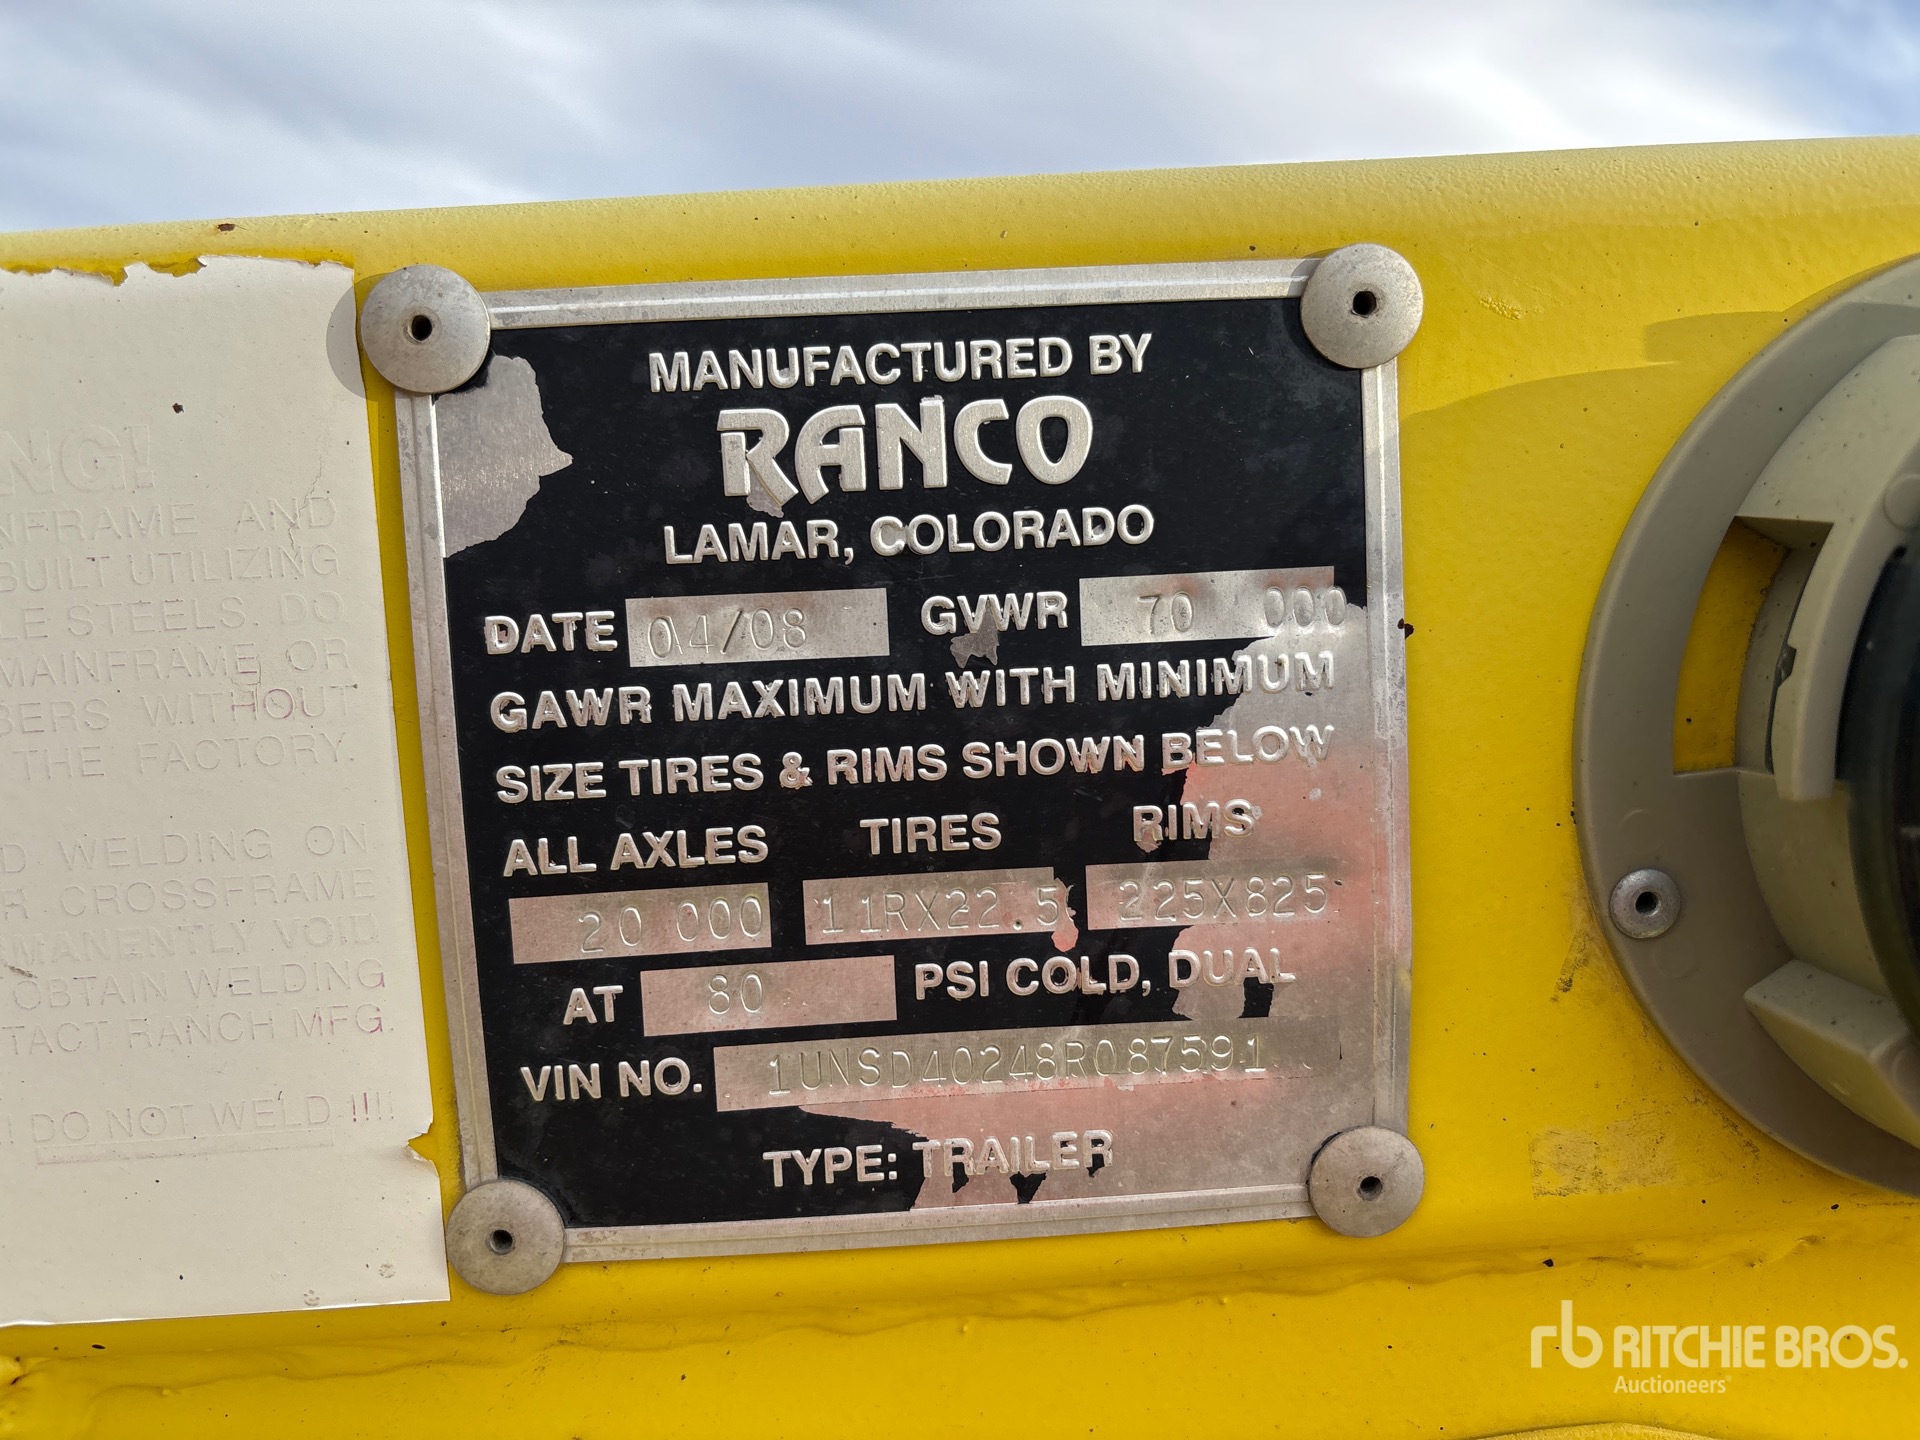 NG!
NFRAME AND
BUILT UTILIZING
LE STEELS. DO
MAINFRAME OR
BERS WITHOUT
THE FACTORY.
D WELDING ON
R CROSSFRAME
MANENTLY VOID
OBTAIN WELDING
TACT RANCH MFG.
! DO NOT WELD !!!!
MANUFACTURED BY
RANCO
LAMAR, COLORADO
DATE 04/08 GVWR 70 000
GAWR MAXIMUM WITH MINIMUM
SIZE TIRES & RIMS SHOWN BELOW
ALL AXLES TIRES RIMS
20 000 11RX22.5 225X825
AT 80 PSI COLD, DUAL
VIN NO. 1UNSD40248R087591
TYPE: TRAILER
rb RITCHIE BROS.
Auctioneers